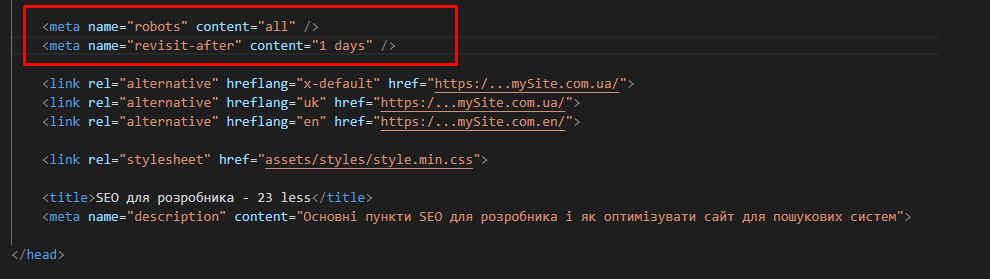 <meta name="robots" content="all" />
<meta name="revisit-after" content="1 days" />
<link rel="alternative" hreflang="x-default" href="https:/...mySite.com.ua/">
<link rel="alternative" hreflang="uk" href="https:/...mySite.com.ua/">
<link rel="alternative" hreflang="en" href="https:/...mySite.com.en/">
<link rel="stylesheet" href="assets/styles/style.min.css">
<title>SEO для розробника - 23 less</title>
<meta name="description" content="Основні пункти SEO для розробника і як оптимізувати сайт для пошукових систем">
</head>